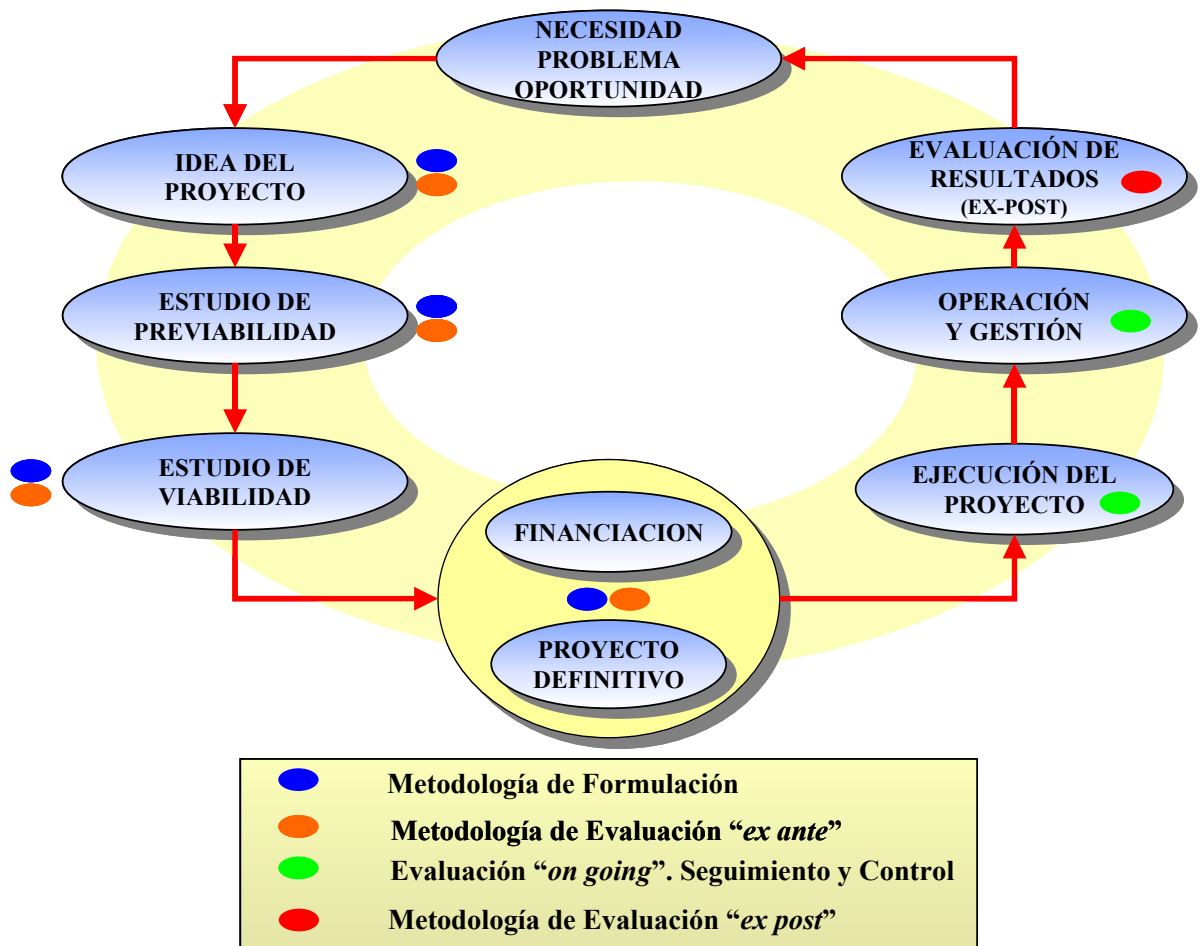 NECESIDAD
PROBLEMA
OPORTUNIDAD
IDEA DEL
PROYECTO
ESTUDIO DE
PREVIABILIDAD
ESTUDIO DE
VIABILIDAD
FINANCIACION
PROYECTO
DEFINITIVO
EJECUCIÓN DEL
PROYECTO
OPERACIÓN
Y GESTIÓN
EVALUACIÓN DE
RESULTADOS
(EX-POST)
Metodología de Formulación
Metodología de Evaluación “ex ante”
Evaluación “on going”. Seguimiento y Control
Metodología de Evaluación “ex post”